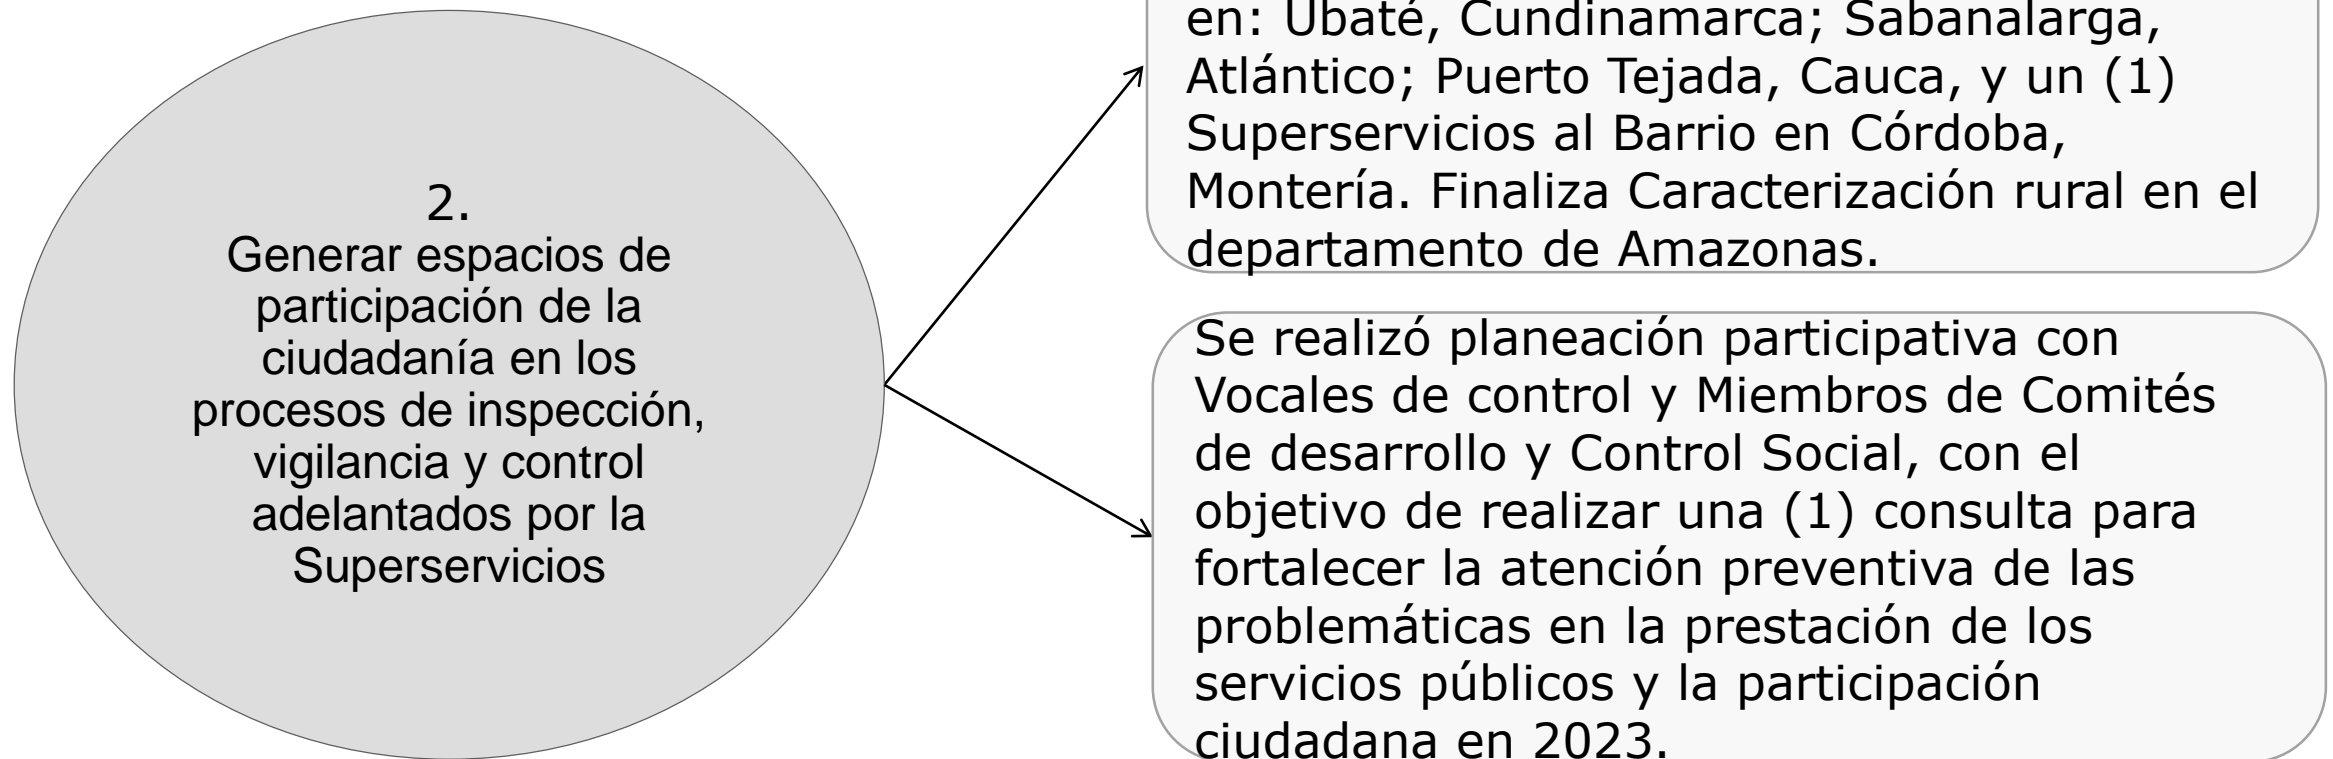 2.
Generar espacios de
participación de la
ciudadanía en los
procesos de inspección,
vigilancia y control
adelantados por la
Superservicios
en: Ubaté, Cundinamarca; Sabanalarga,
Atlántico; Puerto Tejada, Cauca, y un (1)
Superservicios al Barrio en Córdoba,
Montería. Finaliza Caracterización rural en el
departamento de Amazonas.
Se realizó planeación participativa con
Vocales de control y Miembros de Comités
de desarrollo y Control Social, con el
objetivo de realizar una (1) consulta para
fortalecer la atención preventiva de las
problemáticas en la prestación de los
servicios públicos y la participación
ciudadana en 2023.